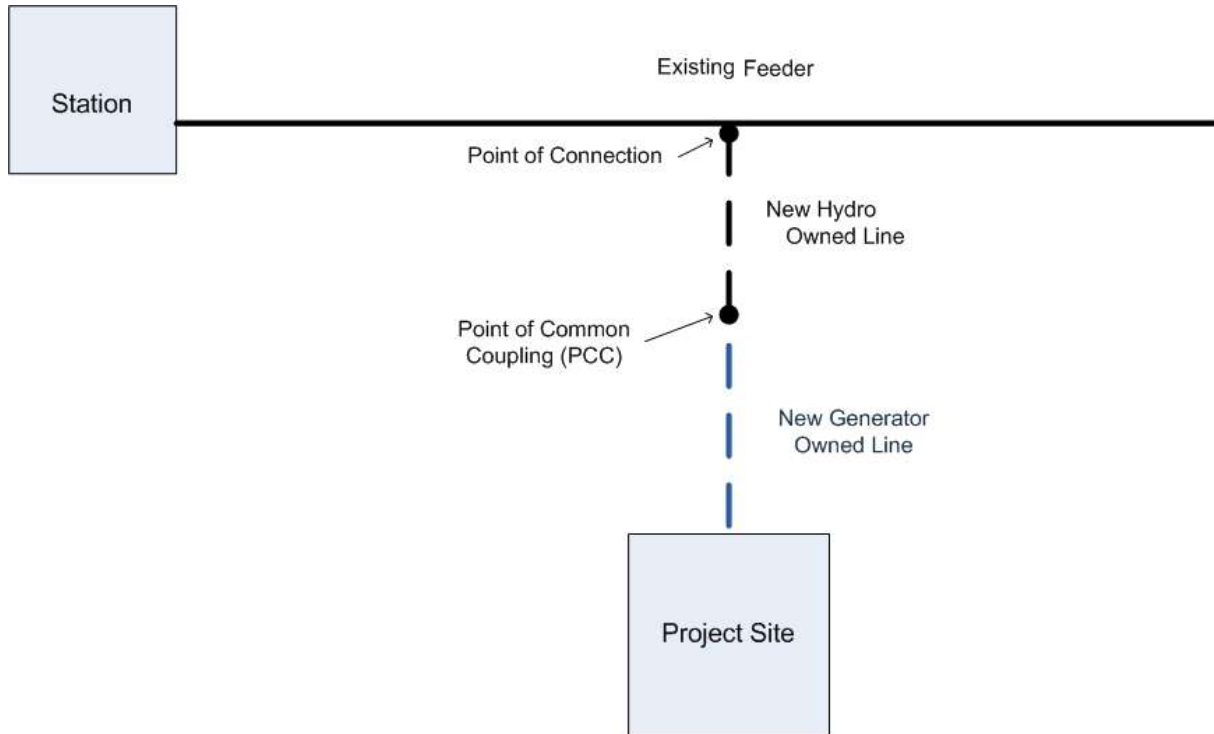 Station
Existing Feeder
Point of Connection
New Hydro
Owned Line
Point of Common
Coupling (PCC)
New Generator
Owned Line
Project Site